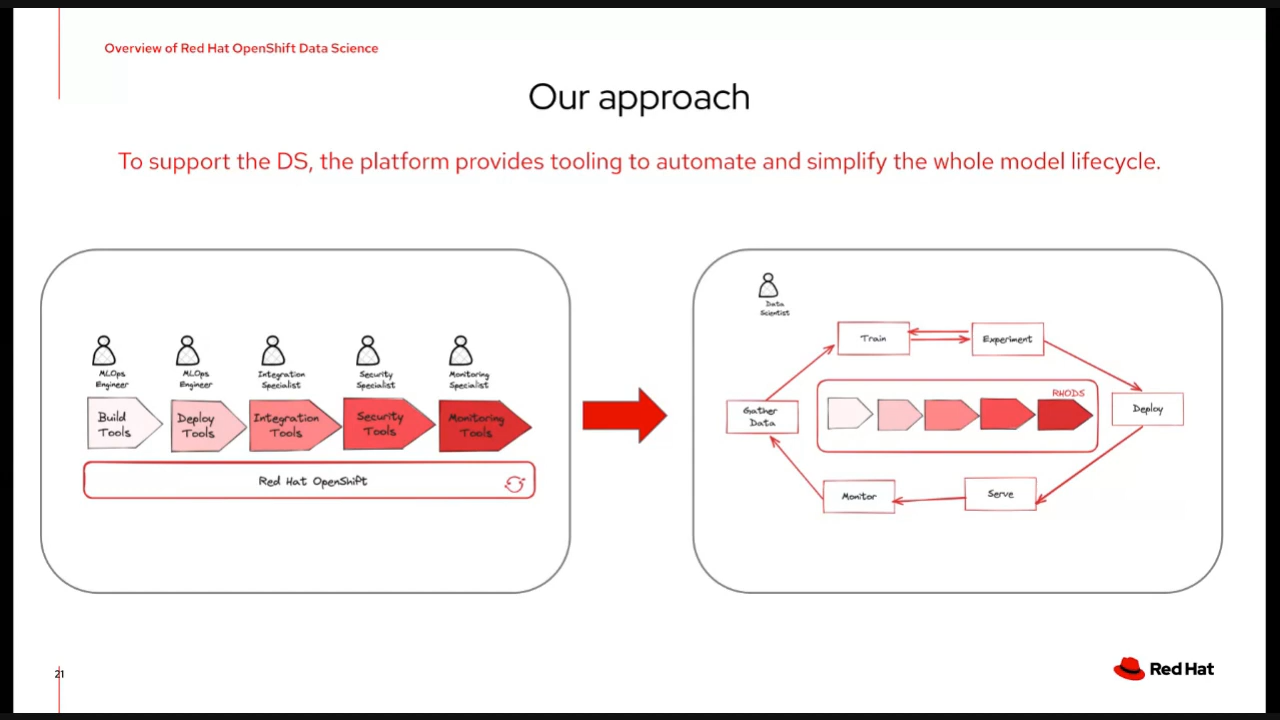 Overview of Red Hat OpenShift Data Science
Our approach
To support the DS, the platform provides tooling to automate and simplify the whole model lifecycle.
MLOps
Engineer
MLOps
Engineer
Integration
Specialist
Security
Specialist
Monitoring
Specialist
Build
Tools
Deploy
Tools
Integration
Tools
Security
Tools
Monitoring
Tools
Red Hat OpenShift
Data
Scientist
Train
Experiment
RHODS
Gather
Data
Deploy
Monitor
Serve
21
Red Hat